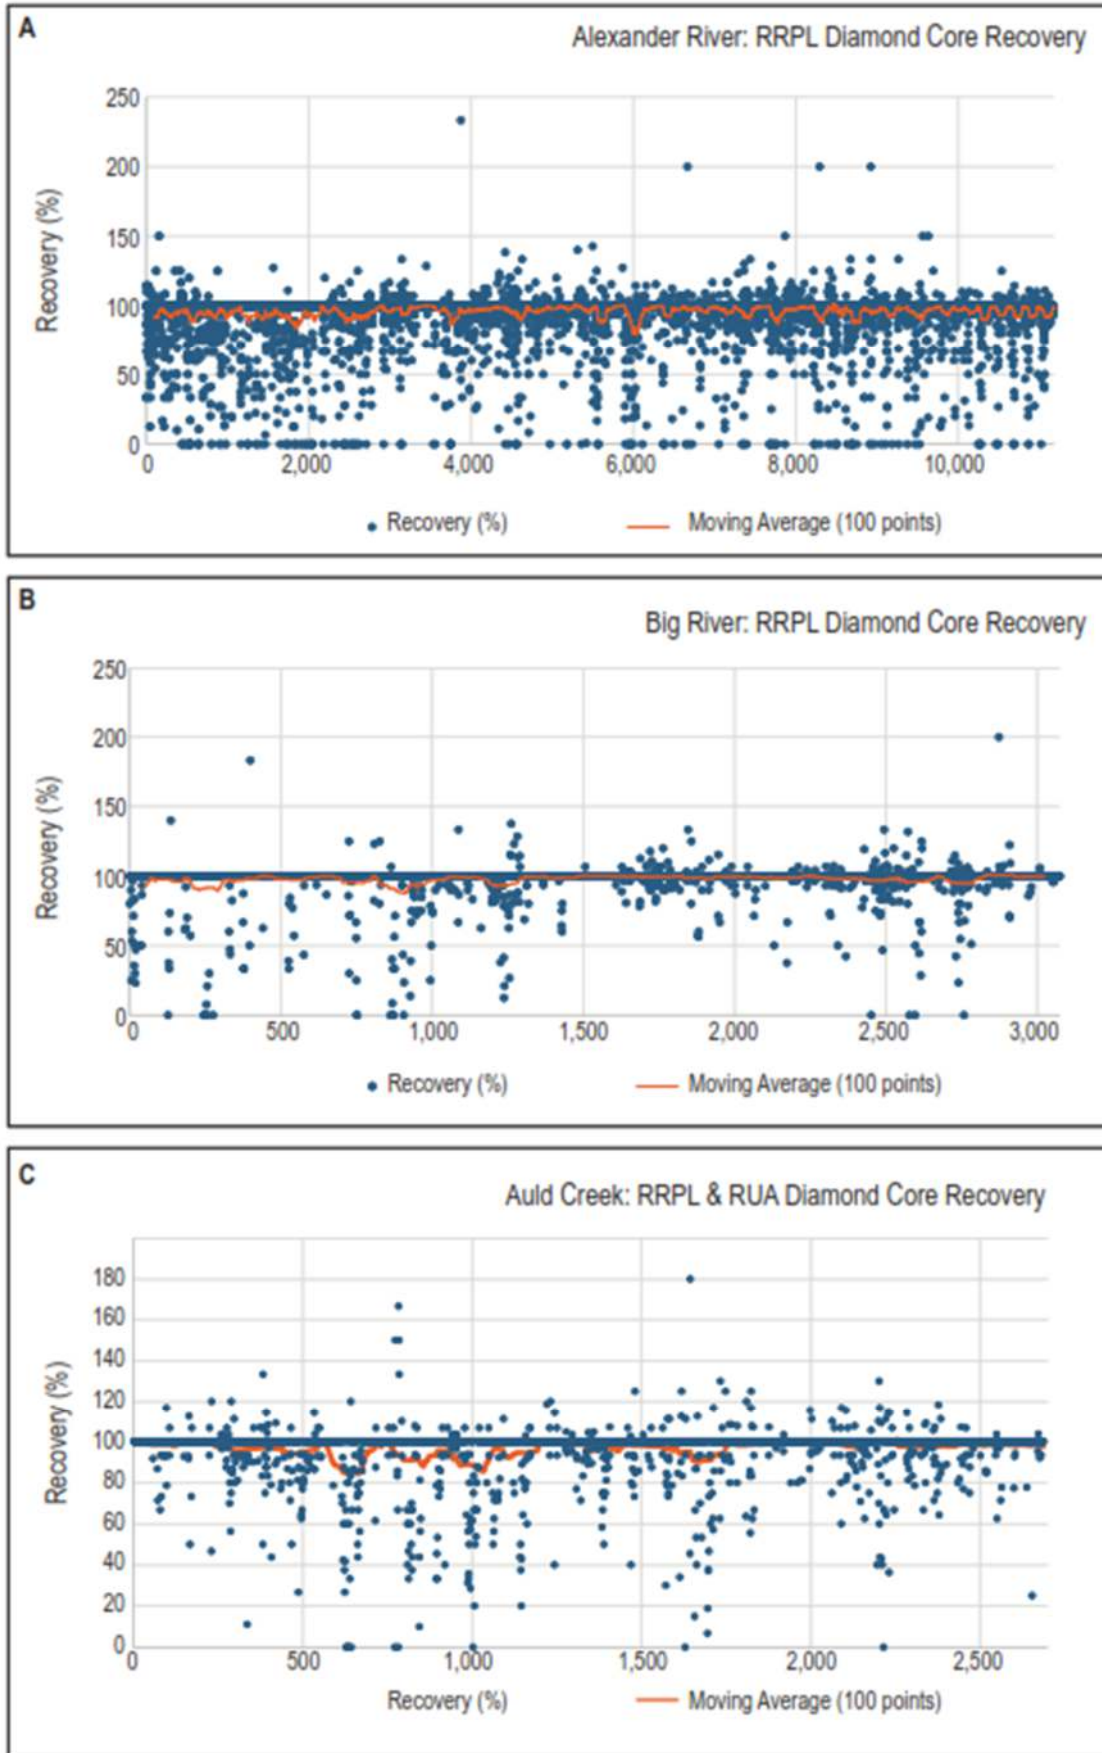 A
Alexander River: RRPL Diamond Core Recovery
Recovery (%)
250
200
150
100
50
0
0 2,000 4,000 6,000 8,000 10,000
Recovery (%) Moving Average (100 points)
B
Big River: RRPL Diamond Core Recovery
Recovery (%)
250
200
150
100
50
0
0 500 1,000 1,500 2,000 2,500 3,000
Recovery (%) Moving Average (100 points)
C
Auld Creek: RRPL & RUA Diamond Core Recovery
Recovery (%)
180
160
140
120
100
80
60
40
20
0
0 500 1,000 1,500 2,000 2,500
Recovery (%) Moving Average (100 points)